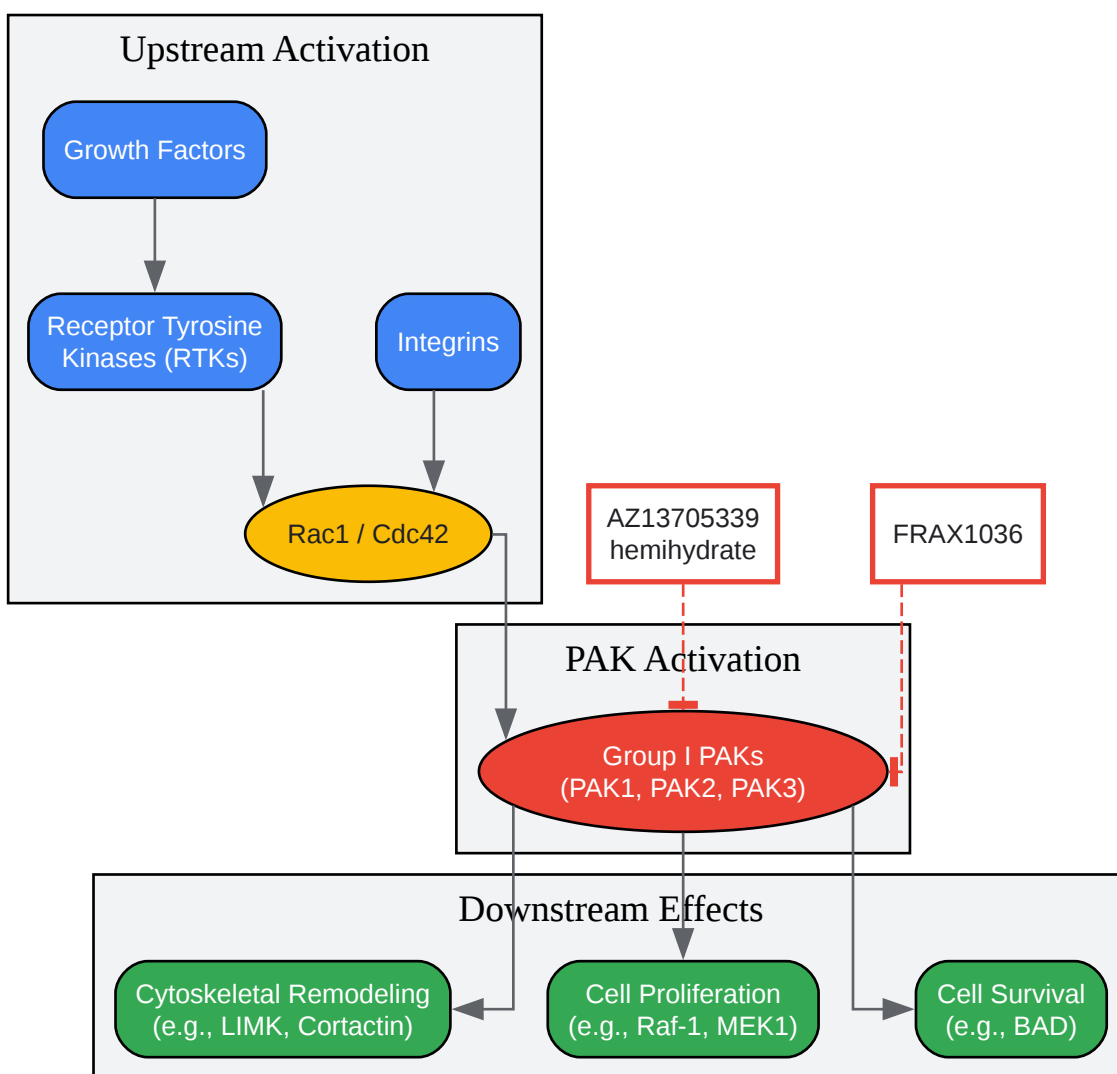 Upstream Activation
Growth Factors
Receptor Tyrosine
Kinases (RTKs)
Integrins
Rac1 / Cdc42
AZ13705339
hemihydrate
FRAX1036
PAK Activation
Group I PAKs
(PAK1, PAK2, PAK3)
Downstream Effects
Cytoskeletal Remodeling
(e.g., LIMK, Cortactin)
Cell Proliferation
(e.g., Raf-1, MEK1)
Cell Survival
(e.g., BAD)